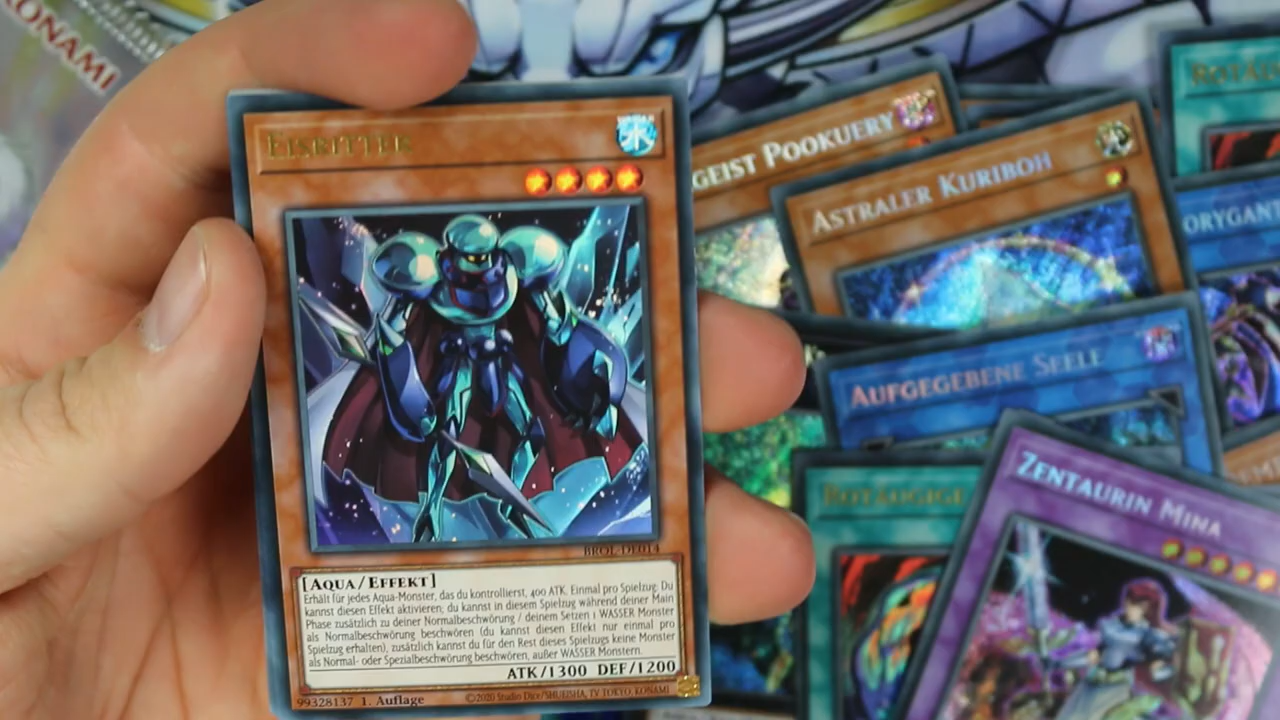 KONAMI
EISRITTER
[AQUA/EFFEKT]
Erhält für jedes Aqua-Monster, das du kontrollierst, 400 ATK. Einmal pro Spielzug: Du
kannst diesen Effekt aktivieren; du kannst in diesem Spielzug während deiner Main
Phase zusätzlich zu deiner Normalbeschwörung / deinem Setzen 1 WASSER Monster
als Normalbeschwörung beschwören (du kannst diesen Effekt nur einmal pro
Spielzug erhalten), zusätzlich kannst du für den Rest dieses Spielzugs keine Monster
als Normal- oder Spezialbeschwörung beschwören, außer WASSER Monstern.
BROL-DE014
ATK/1300 DEF/1200
99328137 1. Auflage
©2020 Studio Dice/SHUEISHA, TV TOKYO, KONAMI
GEIST POOKUERY
ASTRALER KURIBOH
AUFGEGEBENE SEELE
ROTÄUGIGE
ZENTAURIN MINA